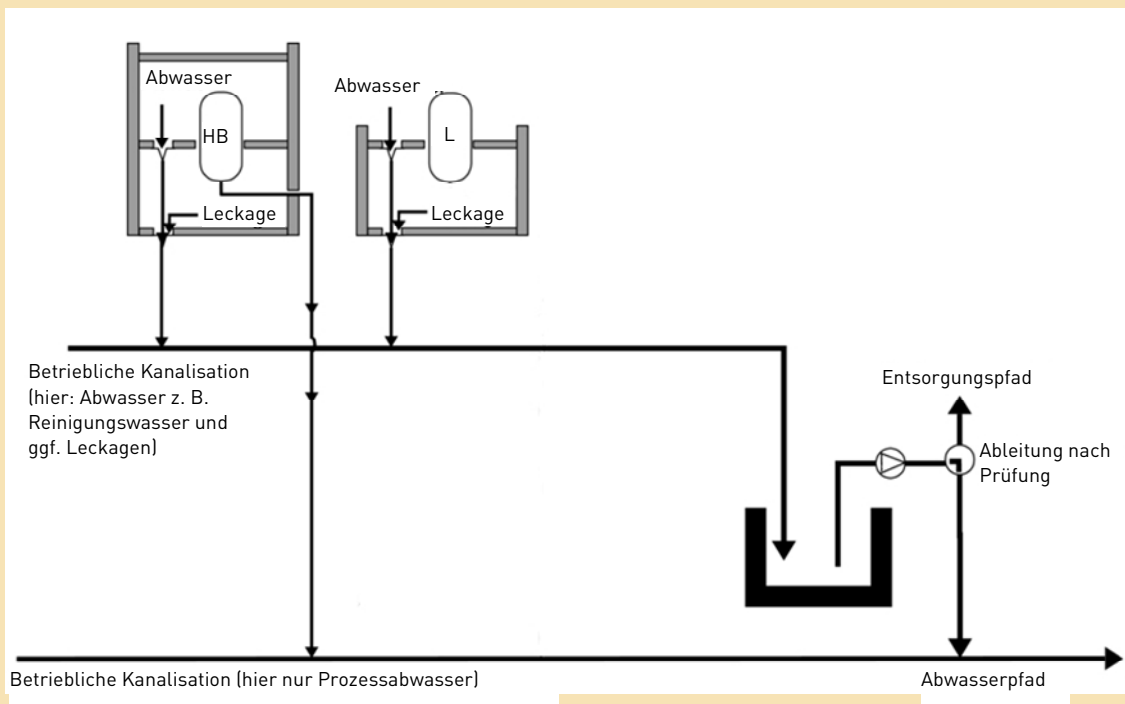 Abwasser
HB
Leckage
Abwasser
L
Leckage
Betriebliche Kanalisation
(hier: Abwasser z. B.
Reinigungswasser und
ggf. Leckagen)
Entsorgungspfad
Ableitung nach
Prüfung
Betriebliche Kanalisation (hier nur Prozessabwasser)
Abwasserpfad